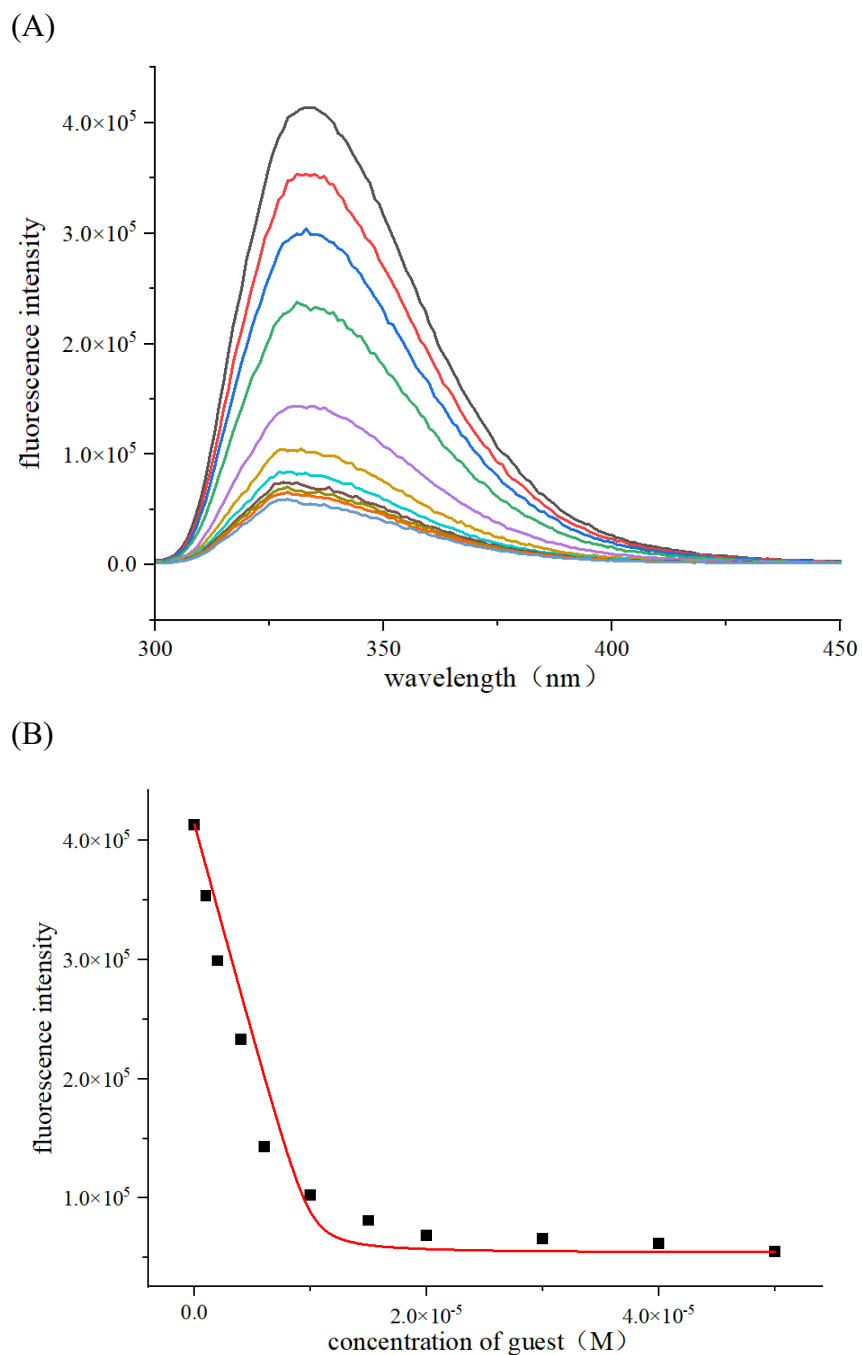 (A)
4.0×10⁵
3.0×10⁵
2.0×10⁵
1.0×10⁵
0.0
fluorescence intensity
300
350
400
450
wavelength（nm）
(B)
4.0×10⁵
3.0×10⁵
2.0×10⁵
1.0×10⁵
fluorescence intensity
0.0
2.0×10⁻⁵
4.0×10⁻⁵
concentration of guest（M）